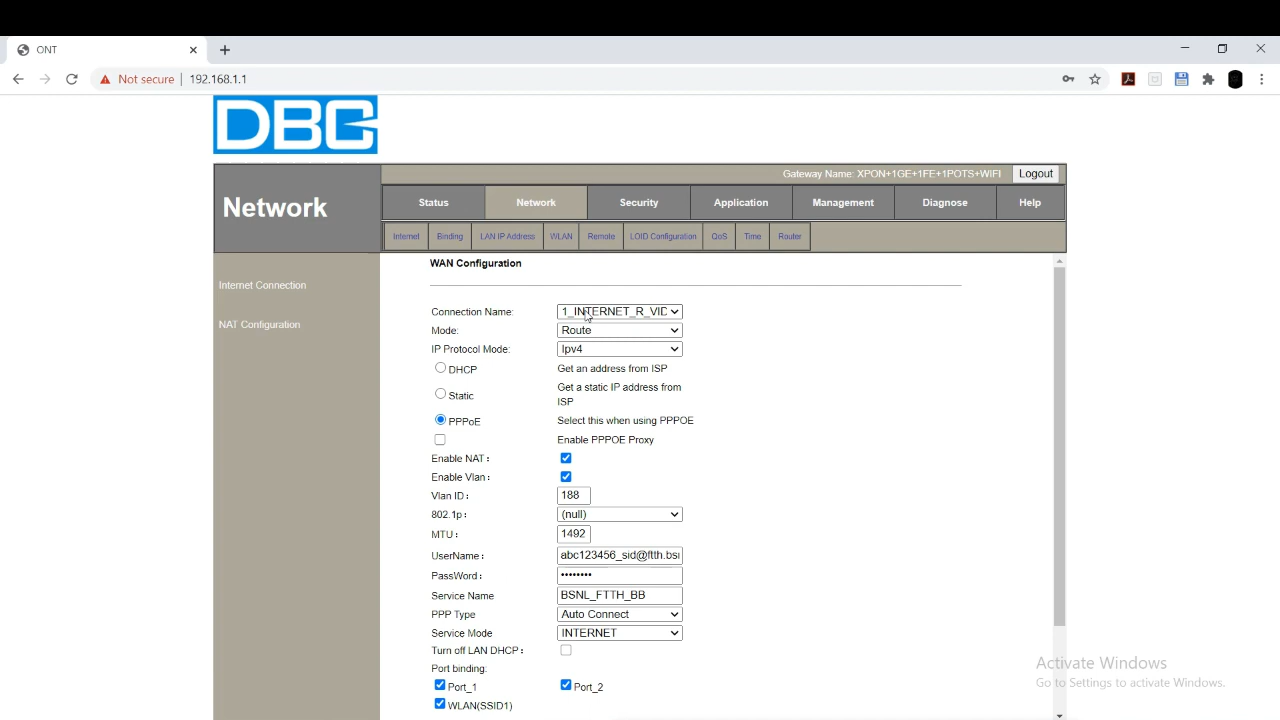 ONT
Not secure 192.168.1.1
DBC
Gateway Name: XPON+1GE+1FE+1POTS+WIFI Logout
Network
Status Network Security Application Management Diagnose Help
Internet Binding LAN IP Address WLAN Remote LOID Configuration QoS Time Router
Internet Connection
NAT Configuration
WAN Configuration
Connection Name: 1_INTERNET_R_VID
Mode: Route
IP Protocol Mode: Ipv4
DHCP Get an address from ISP
Static Get a static IP address from
ISP
PPPoE Select this when using PPPOE
Enable PPPOE Proxy
Enable NAT:
Enable Vlan:
Vlan ID: 188
802.1p: (null)
MTU: 1492
UserName: abc123456_sid@ftth.bsn
PassWord: ••••••••
Service Name BSNL_FTTH_BB
PPP Type Auto Connect
Service Mode INTERNET
Turn off LAN DHCP:
Port binding:
Port_1 Port_2
WLAN(SSID1)
Activate Windows
Go to Settings to activate Windows.